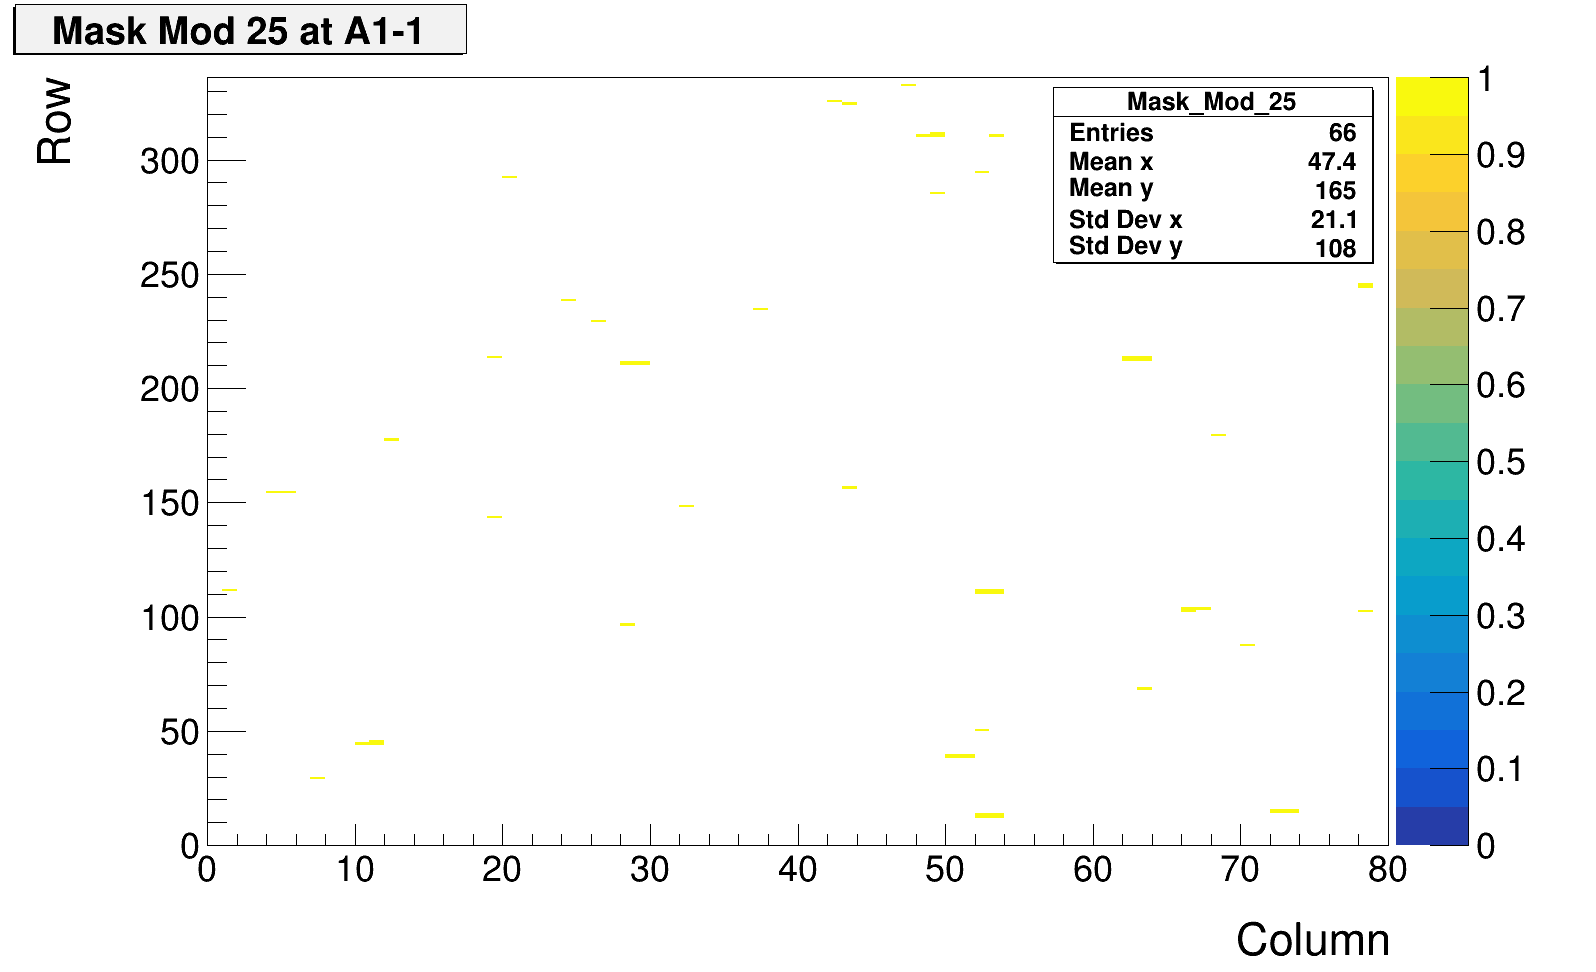 Mask Mod 25 at A1-1
Row
Mask_Mod_25
Entries 66
Mean x 47.4
Mean y 165
Std Dev x 21.1
Std Dev y 108
300
250
200
150
100
50
0
0 10 20 30 40 50 60 70 80
Column
1
0.9
0.8
0.7
0.6
0.5
0.4
0.3
0.2
0.1
0